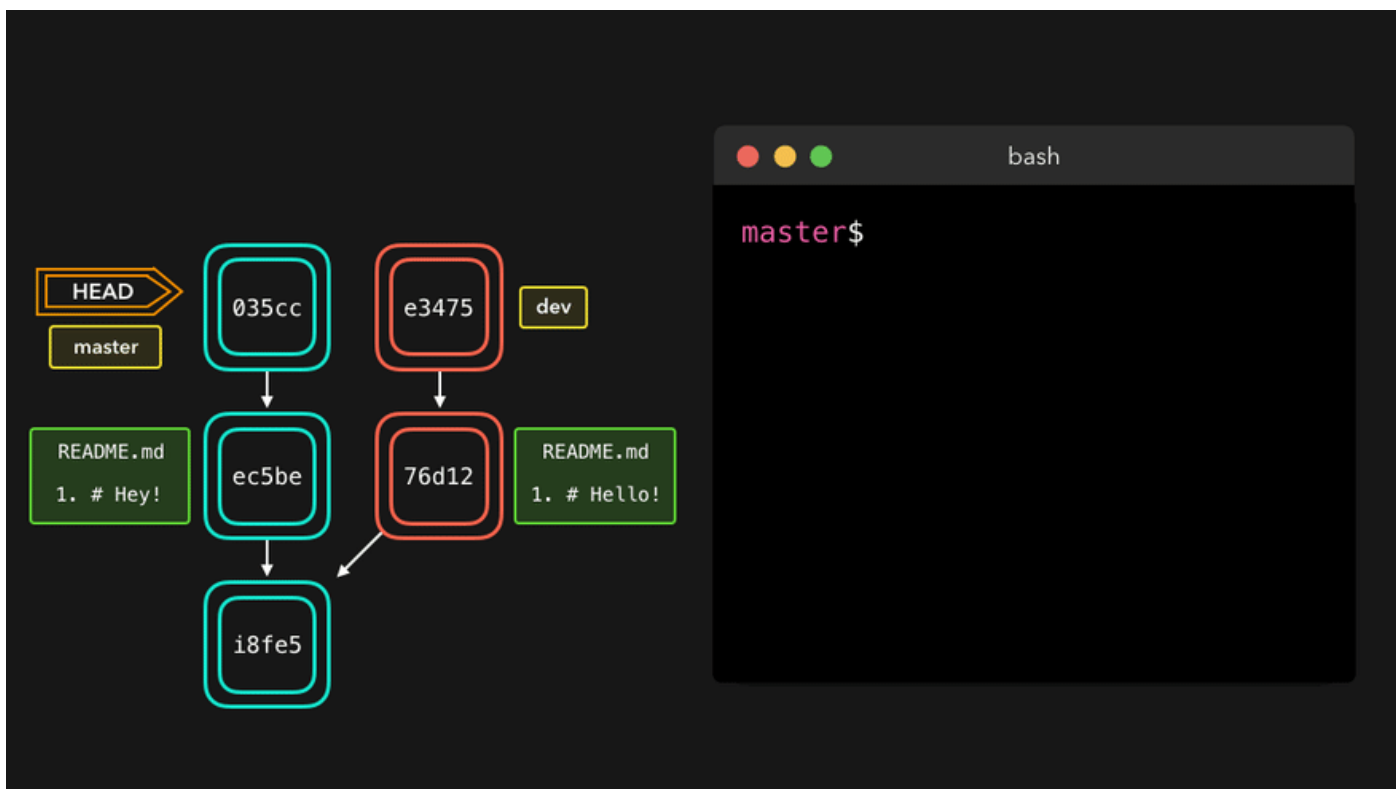 bash
master$
HEAD
035cc
e3475
dev
master
README.md
1. # Hey!
ec5be
76d12
README.md
1. # Hello!
i8fe5